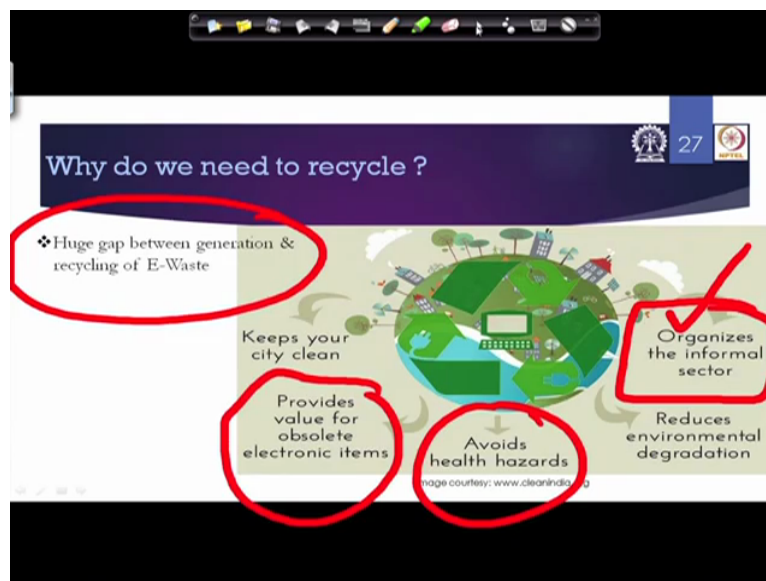 27
NPTEL
Why do we need to recycle ?
❖Huge gap between generation &
recycling of E-Waste
Keeps your
city clean
Provides
value for
obsolete
electronic items
Avoids
health hazards
Organizes
the informal
sector
Reduces
environmental
degradation
mage courtesy: www.cleanindia.